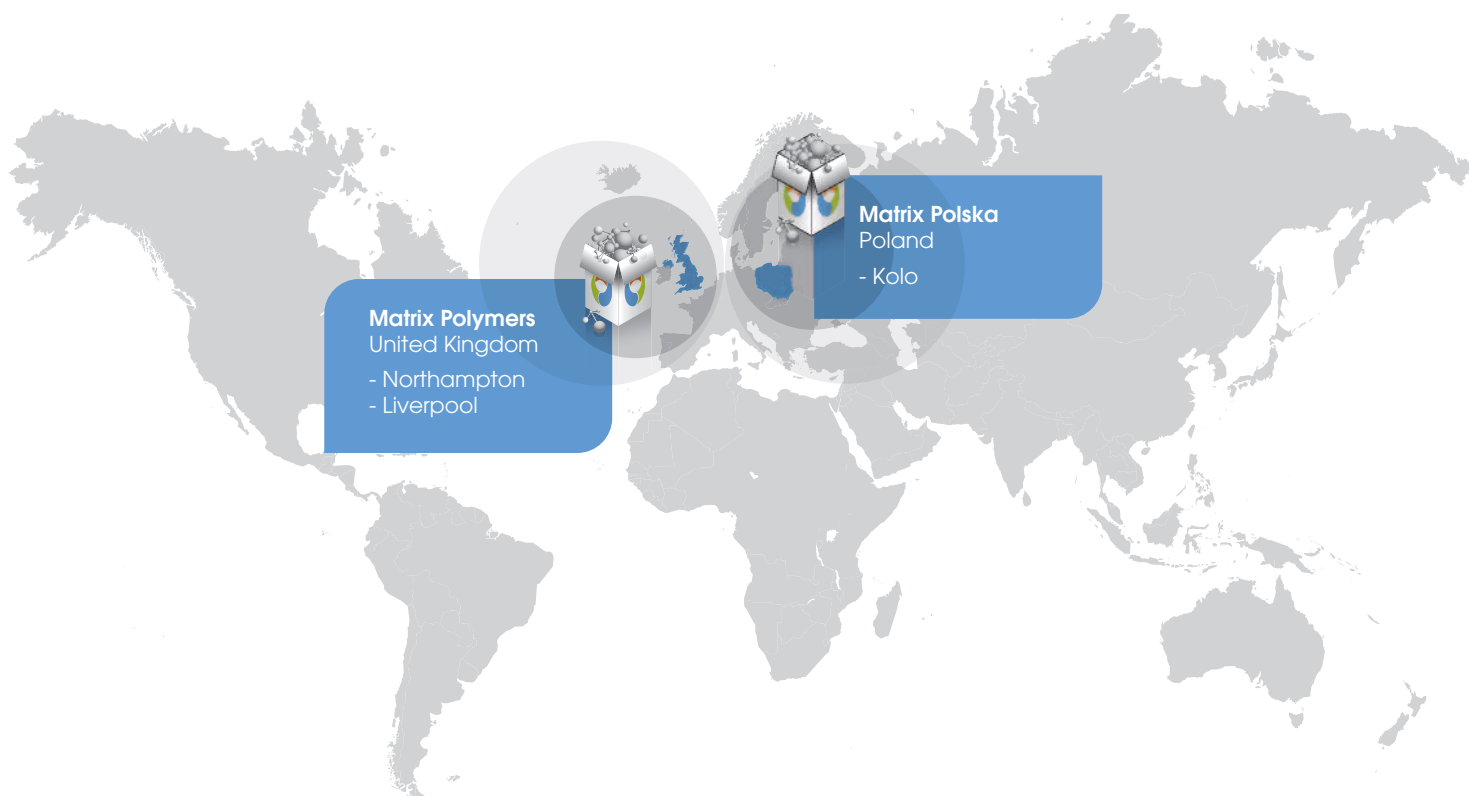 Matrix Polymers
United Kingdom
- Northampton
- Liverpool
Matrix Polska
Poland
- Kolo